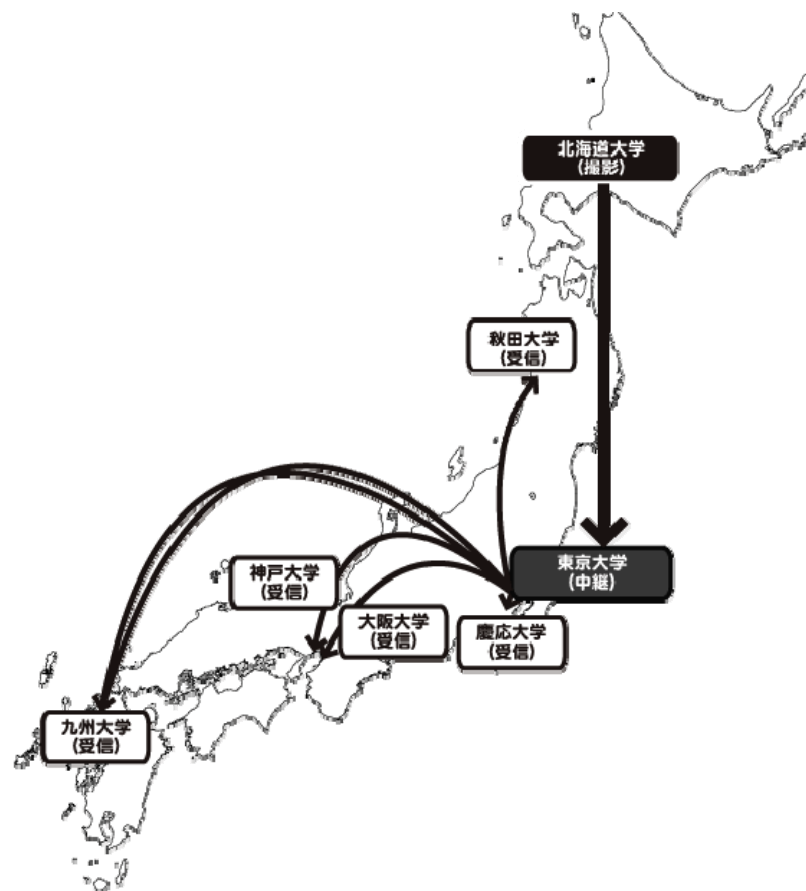 北海道大学
(撮影)
秋田大学
(受信)
東京大学
(中継)
神戸大学
(受信)
大阪大学
(受信)
慶応大学
(受信)
九州大学
(受信)